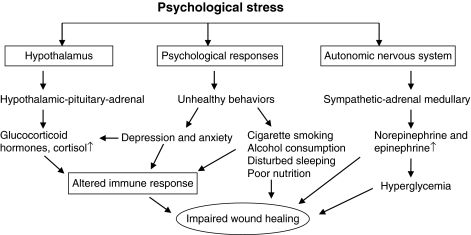 Psychological stress
Hypothalamus
Psychological responses
Autonomic nervous system
Hypothalamic-pituitary-adrenal
Unhealthy behaviors
Sympathetic-adrenal medullary
Glucocorticoid
hormones, cortisol↑
Depression and anxiety
Cigarette smoking
Alcohol consumption
Disturbed sleeping
Poor nutrition
Norepinephrine and
epinephrine↑
Altered immune response
Hyperglycemia
Impaired wound healing